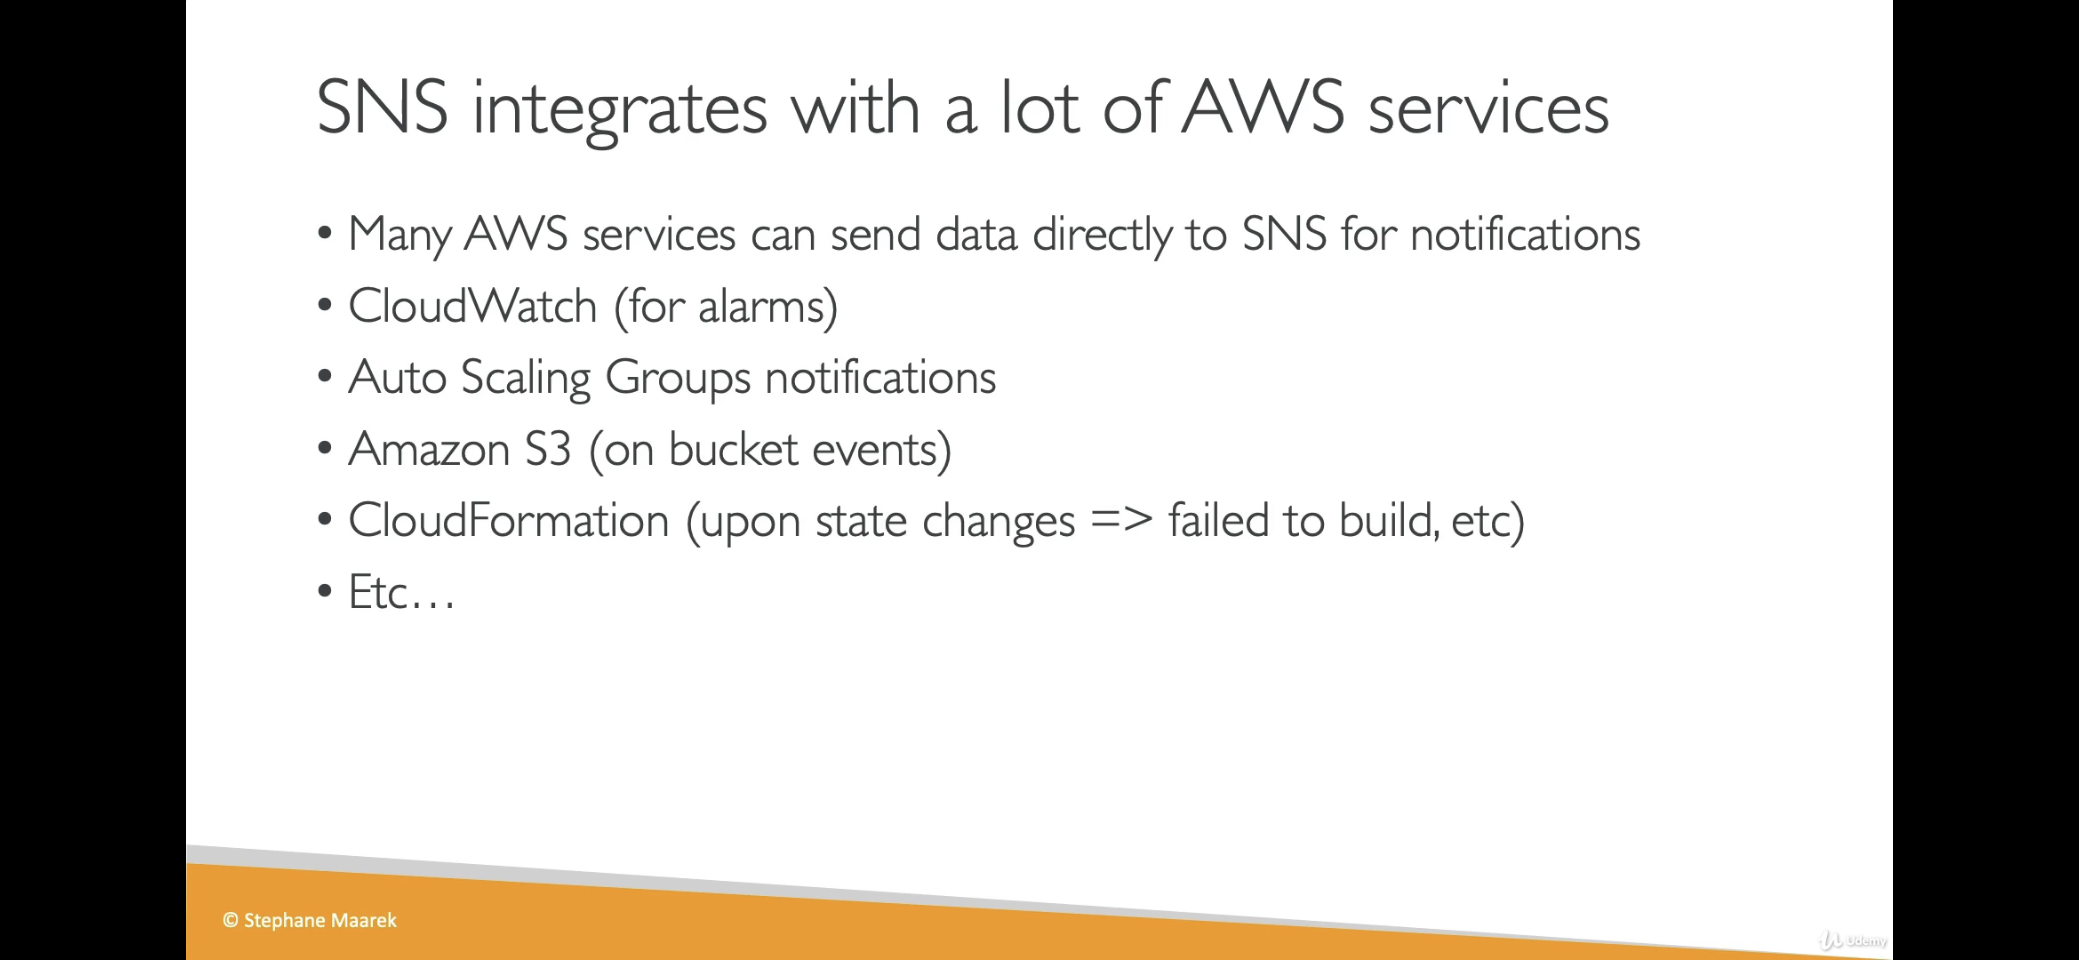 SNS integrates with a lot of AWS services
• Many AWS services can send data directly to SNS for notifications
• CloudWatch (for alarms)
• Auto Scaling Groups notifications
• Amazon S3 (on bucket events)
• CloudFormation (upon state changes => failed to build, etc)
• Etc…
© Stephane Maarek
Udemy